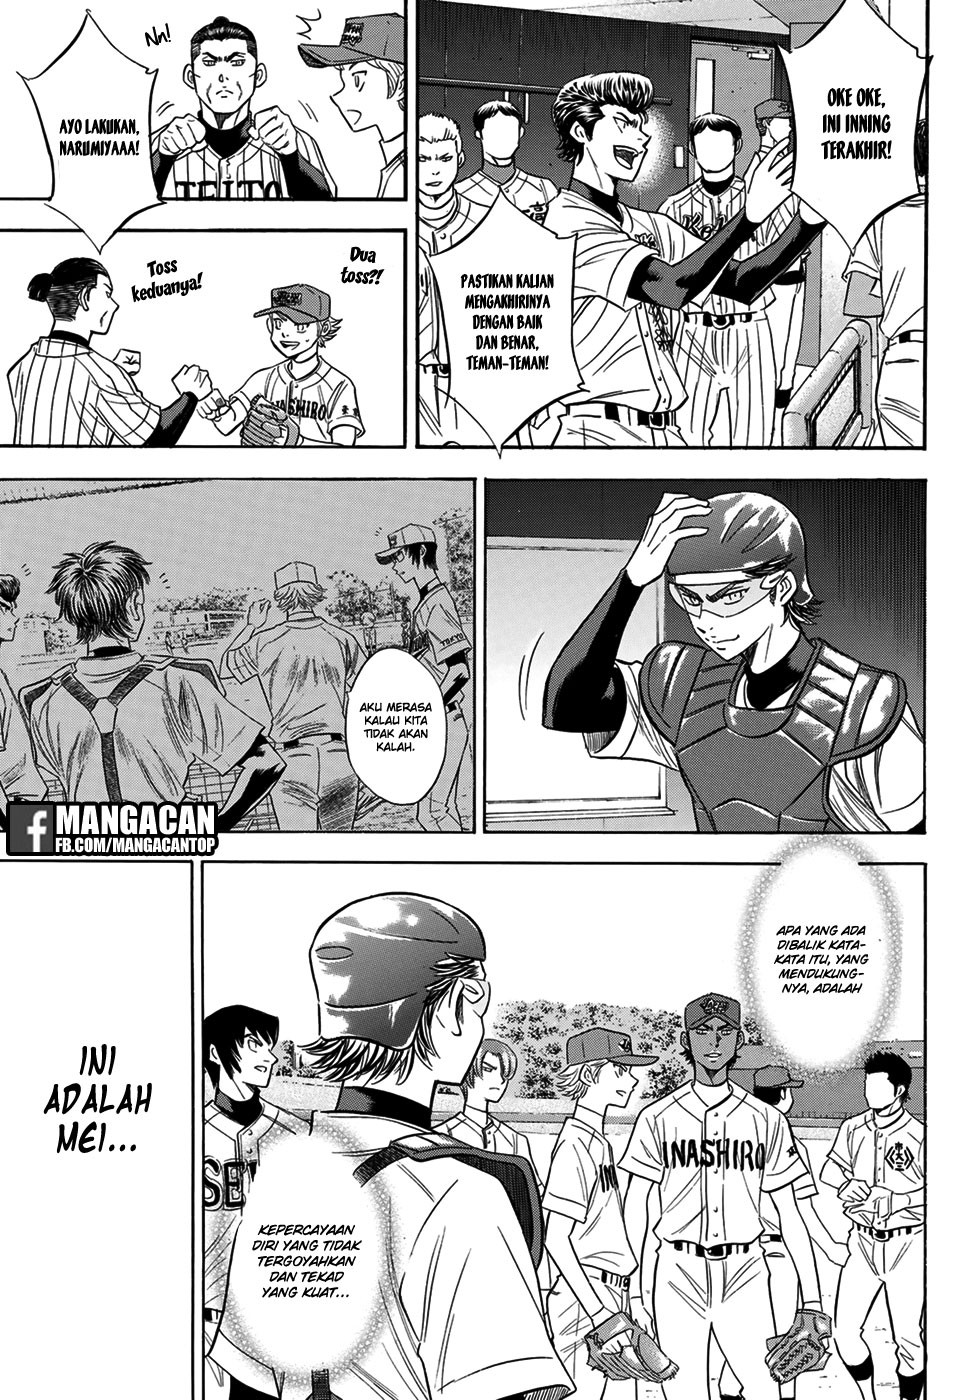 OKE OKE,
INI INNING
TERAKHIR!
PASTIKAN KALIAN
MENGAKHIRINYA
DENGAN BAIK
DAN BENAR,
TEMAN-TEMAN!
Nn!
AYO LAKUKAN,
NARUMIYAAA!
TEITO
Toss
keduanya!
Dua
toss?!
INASHIRO
AKU MERASA
KALAU KITA
TIDAK AKAN
KALAH.
TOKYO
MANGACAN
FB.COM/MANGACANTOP
APA YANG ADA
DIBALIK KATA-
KATA ITU, YANG
MENDUKUNG-
NYA, ADALAH
INASHIRO
KEPERCAYAAN
DIRI YANG TIDAK
TERGOYAHKAN
DAN TEKAD
YANG KUAT...
INI
ADALAH
MEI...